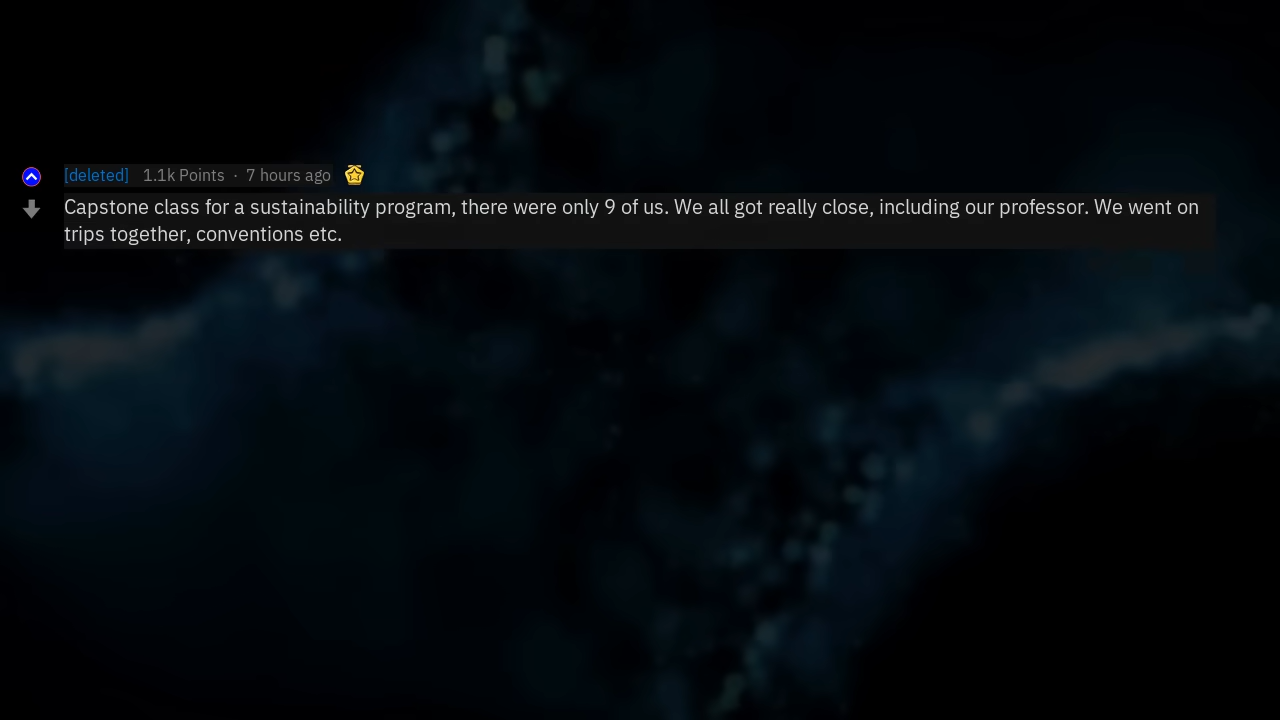 [deleted] 1.1k Points · 7 hours ago
Capstone class for a sustainability program, there were only 9 of us. We all got really close, including our professor. We went on
trips together, conventions etc.